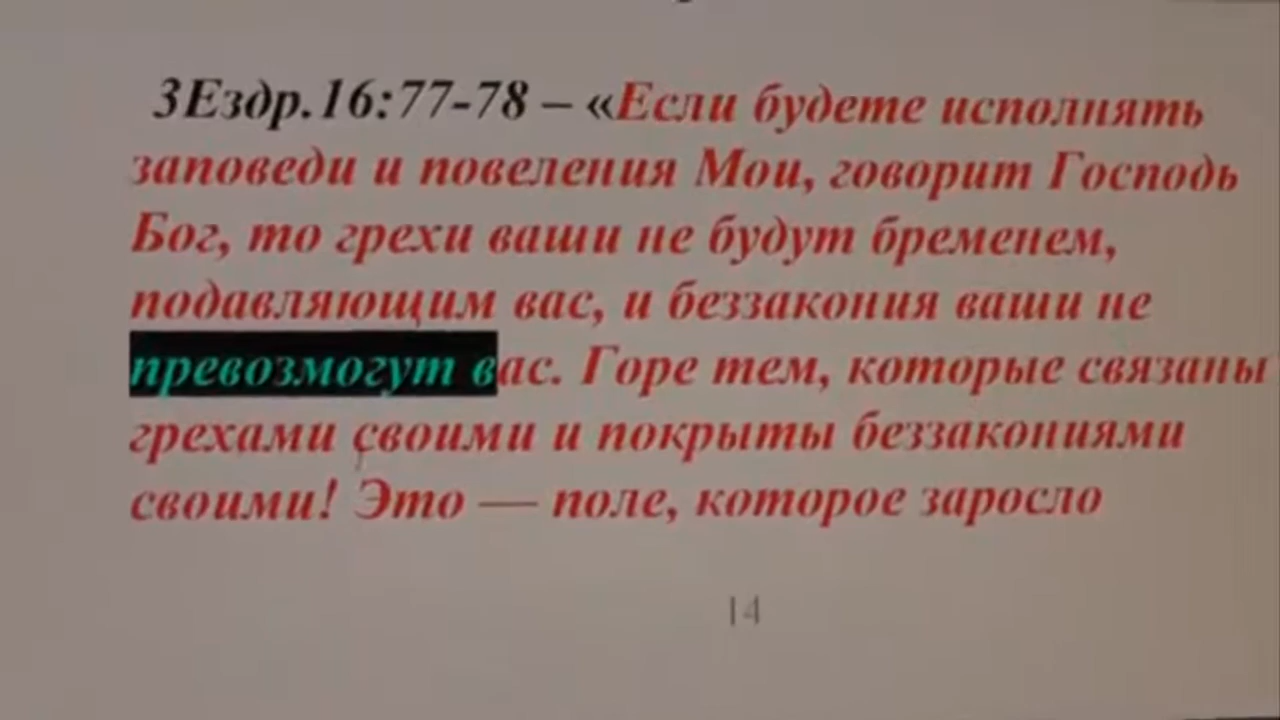 3Ездр.16:77-78 – «Если будете исполнять
заповеди и повеления Мои, говорит Господь
Бог, то грехи ваши не будут бременем,
подавляющим вас, и беззакония ваши не
превозмогут вас. Горе тем, которые связаны
грехами своими и покрыты беззакониями
своими! Это — поле, которое заросло
14